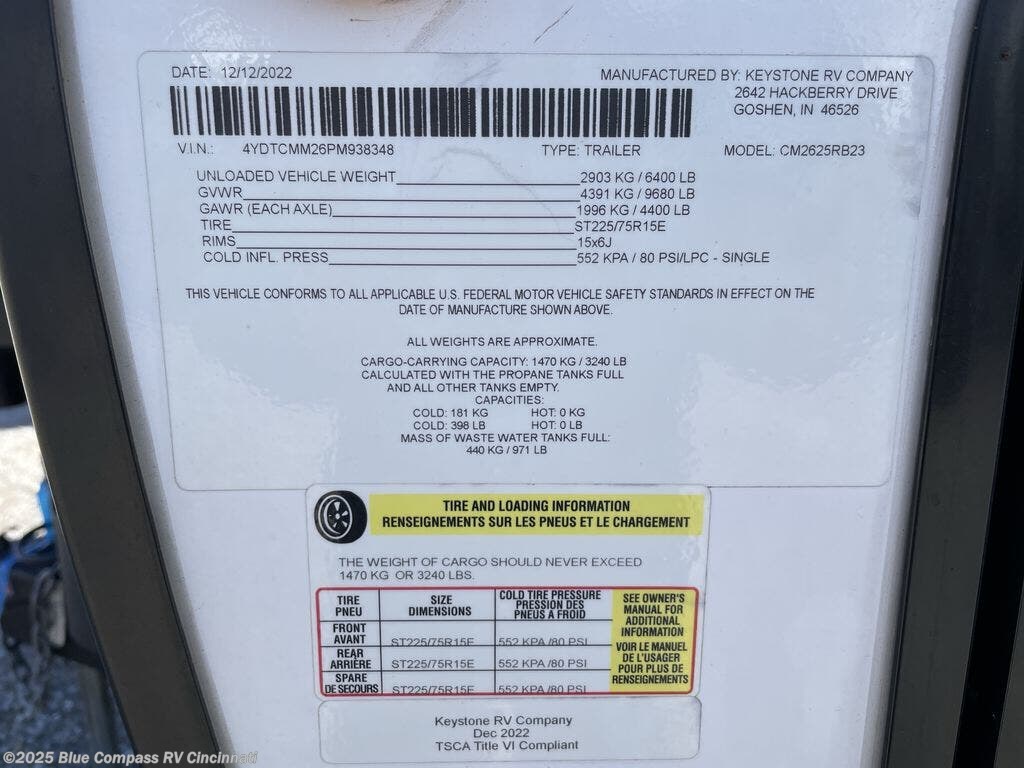 DATE: 12/12/2022
MANUFACTURED BY: KEYSTONE RV COMPANY
2642 HACKBERRY DRIVE
GOSHEN, IN 46526
V.I.N.: 4YDTCMM26PM938348 TYPE: TRAILER MODEL: CM2625RB23
UNLOADED VEHICLE WEIGHT 2903 KG / 6400 LB
GVWR 4391 KG / 9680 LB
GAWR (EACH AXLE) 1996 KG / 4400 LB
TIRE ST225/75R15E
RIMS 15x6J
COLD INFL. PRESS 552 KPA / 80 PSI/LPC - SINGLE
THIS VEHICLE CONFORMS TO ALL APPLICABLE U.S. FEDERAL MOTOR VEHICLE SAFETY STANDARDS IN EFFECT ON THE
DATE OF MANUFACTURE SHOWN ABOVE.
ALL WEIGHTS ARE APPROXIMATE.
CARGO-CARRYING CAPACITY: 1470 KG / 3240 LB
CALCULATED WITH THE PROPANE TANKS FULL
AND ALL OTHER TANKS EMPTY.
CAPACITIES:
COLD: 181 KG HOT: 0 KG
COLD: 398 LB HOT: 0 LB
MASS OF WASTE WATER TANKS FULL:
440 KG / 971 LB
TIRE AND LOADING INFORMATION
RENSEIGNEMENTS SUR LES PNEUS ET LE CHARGEMENT
THE WEIGHT OF CARGO SHOULD NEVER EXCEED
1470 KG OR 3240 LBS.
TIRE
PNEU
SIZE
DIMENSIONS
COLD TIRE PRESSURE
PRESSION DES
PNEUS A FROID
FRONT
AVANT
ST225/75R15E 552 KPA /80 PSI
REAR
ARRIÈRE
ST225/75R15E 552 KPA /80 PSI
SPARE
DE SECOURS
ST225/75R15E 552 KPA /80 PSI
SEE OWNER'S
MANUAL FOR
ADDITIONAL
INFORMATION
VOIR LE MANUEL
DE L'USAGER
POUR PLUS DE
RENSEIGNEMENTS
Keystone RV Company
Dec 2022
TSCA Title VI Compliant
©2025 Blue Compass RV Cincinnati